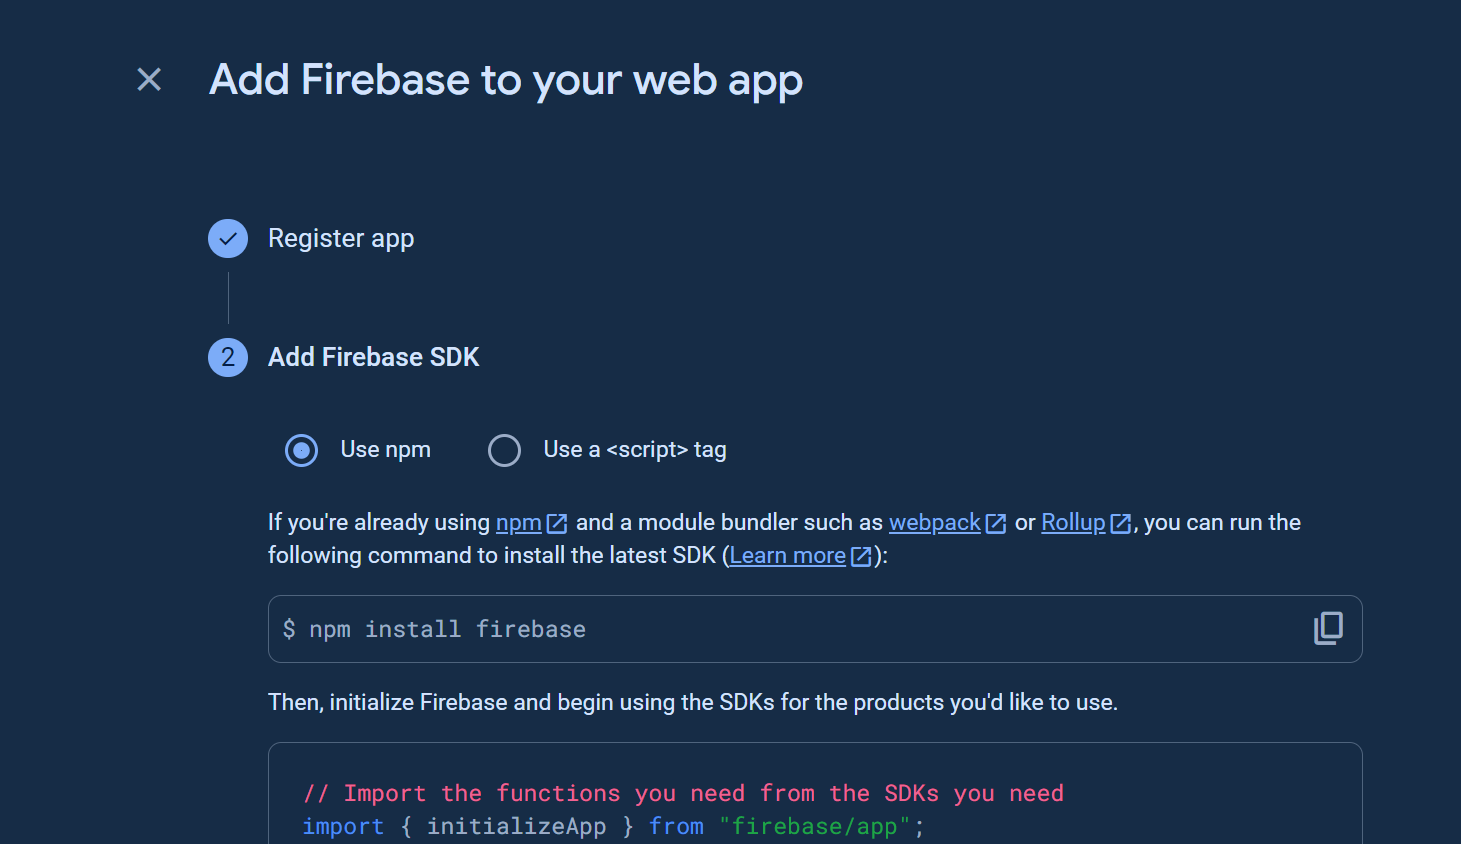 Add Firebase to your web app
Register app
2 Add Firebase SDK
Use npm Use a <script> tag
If you're already using npm and a module bundler such as webpack or Rollup, you can run the
following command to install the latest SDK (Learn more):
$ npm install firebase
Then, initialize Firebase and begin using the SDKs for the products you'd like to use.
// Import the functions you need from the SDKs you need
import { initializeApp } from "firebase/app";